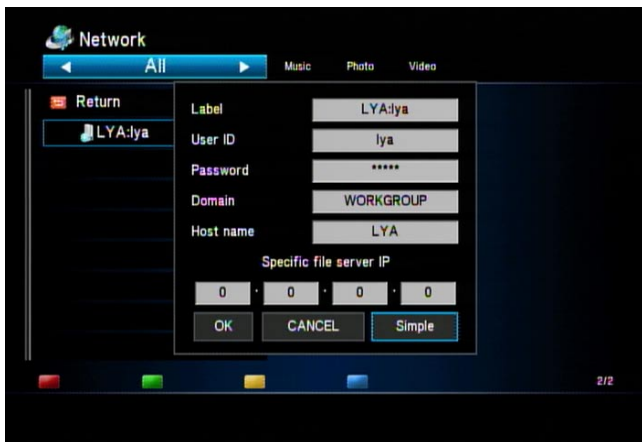 Network
All Music Photo Video
Return
LYA:lya
Label LYA:lya
User ID lya
Password *****
Domain WORKGROUP
Host name LYA
Specific file server IP
0 . 0 . 0 . 0
OK CANCEL Simple
2/2